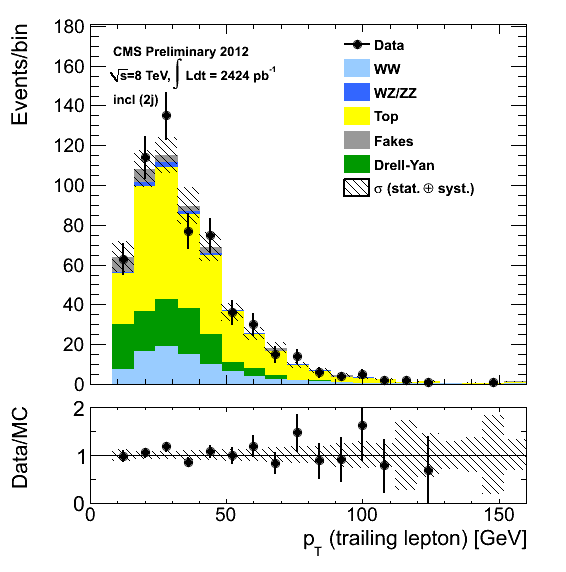 Events/bin
180
160
140
120
100
80
60
40
20
0
CMS Preliminary 2012
√s=8 TeV, ∫ Ldt = 2424 pb⁻¹
incl (2j)
Data
WW
WZ/ZZ
Top
Fakes
Drell-Yan
σ (stat. ⊕ syst.)
Data/MC
2
1
0
0 50 100 150
p_T (trailing lepton) [GeV]